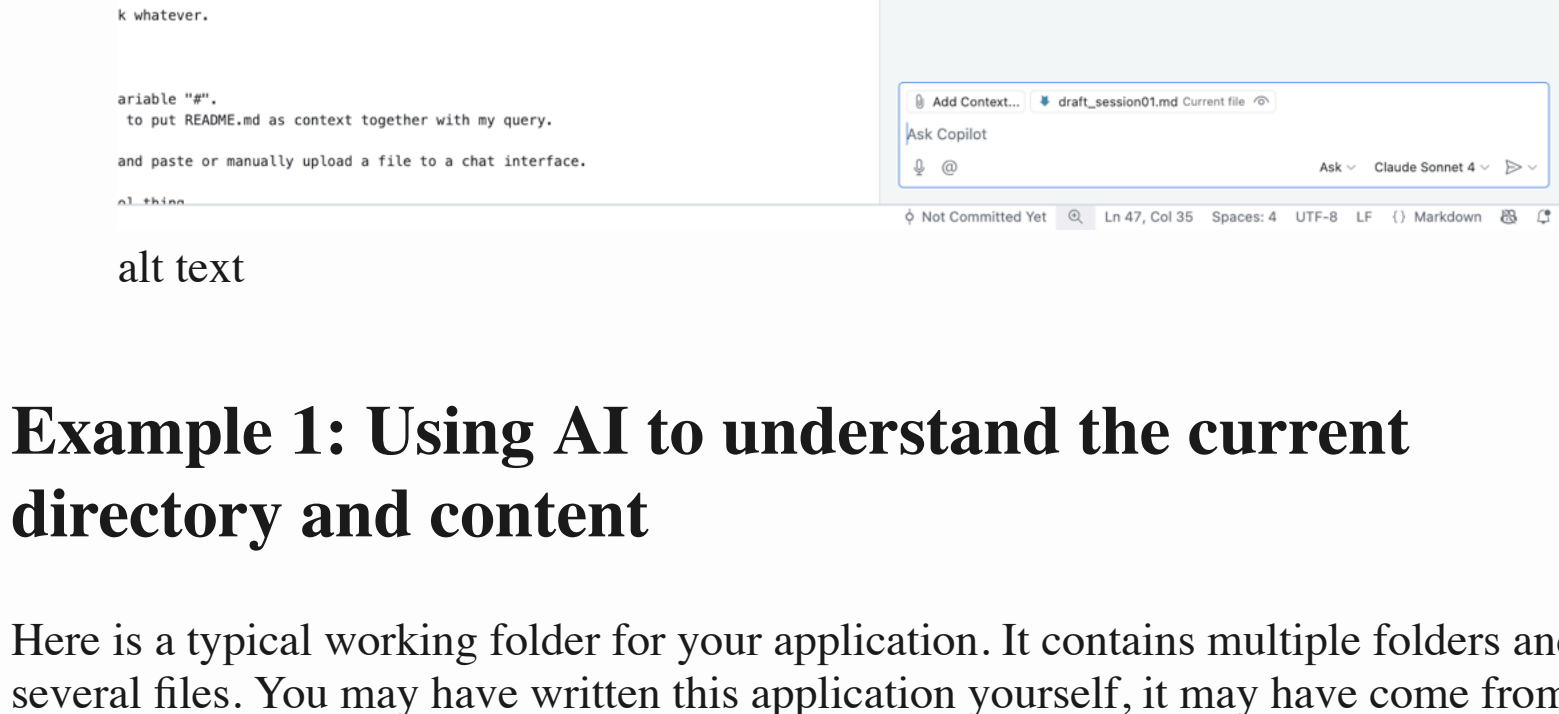 k whatever.
ariable "#".
to put README.md as context together with my query.
and paste or manually upload a file to a chat interface.
Add Context... draft_session01.md Current file
Ask Copilot
@ Ask Claude Sonnet 4
Not Committed Yet Ln 47, Col 35 Spaces: 4 UTF-8 LF {} Markdown
alt text
Example 1: Using AI to understand the current
directory and content
Here is a typical working folder for your application. It contains multiple folders and
several files. You may have written this application yourself, it may have come from